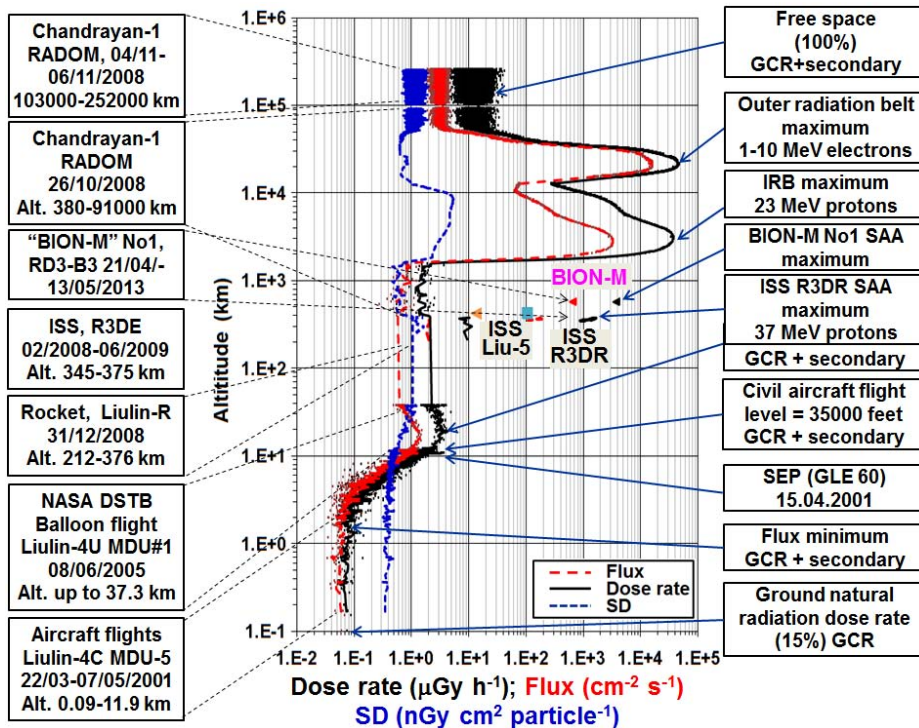 Chandrayan-1
RADOM, 04/11-
06/11/2008
103000-252000 km
Chandrayan-1
RADOM
26/10/2008
Alt. 380-91000 km
“BION-M” No1,
RD3-B3 21/04/-
13/05/2013
ISS, R3DE
02/2008-06/2009
Alt. 345-375 km
Rocket, Liulin-R
31/12/2008
Alt. 212-376 km
NASA DSTB
Balloon flight
Liulin-4U MDU#1
08/06/2005
Alt. up to 37.3 km
Aircraft flights
Liulin-4C MDU-5
22/03-07/05/2001
Alt. 0.09-11.9 km
Altitude (km)
1.E+6
1.E+5
1.E+4
1.E+3
1.E+2
1.E+1
1.E+0
1.E-1
BION-M
ISS
Liu-5
ISS
R3DR
Flux
Dose rate
SD
1.E-2 1.E-1 1.E+0 1.E+1 1.E+2 1.E+3 1.E+4 1.E+5
Dose rate (μGy h⁻¹); Flux (cm⁻² s⁻¹)
SD (nGy cm² particle⁻¹)
Free space
(100%)
GCR+secondary
Outer radiation belt
maximum
1-10 MeV electrons
IRB maximum
23 MeV protons
BION-M No1 SAA
maximum
ISS R3DR SAA
maximum
37 MeV protons
GCR + secondary
Civil aircraft flight
level = 35000 feet
GCR + secondary
SEP (GLE 60)
15.04.2001
Flux minimum
GCR + secondary
Ground natural
radiation dose rate
(15%) GCR